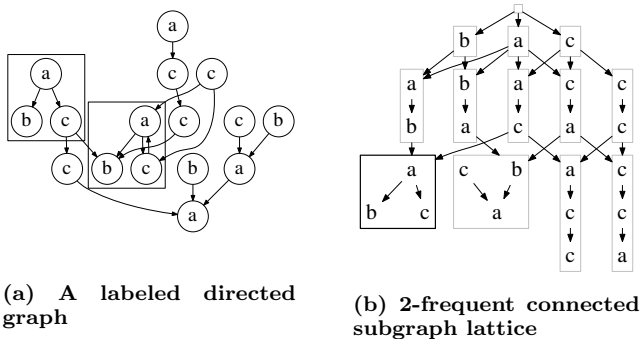 a
a c c
b c a c c b
c b c b a
a
b a c
a b a c c
b a c a c
a c b a c
b c a c c
c a
(a) A labeled directed
graph
(b) 2-frequent connected
subgraph lattice